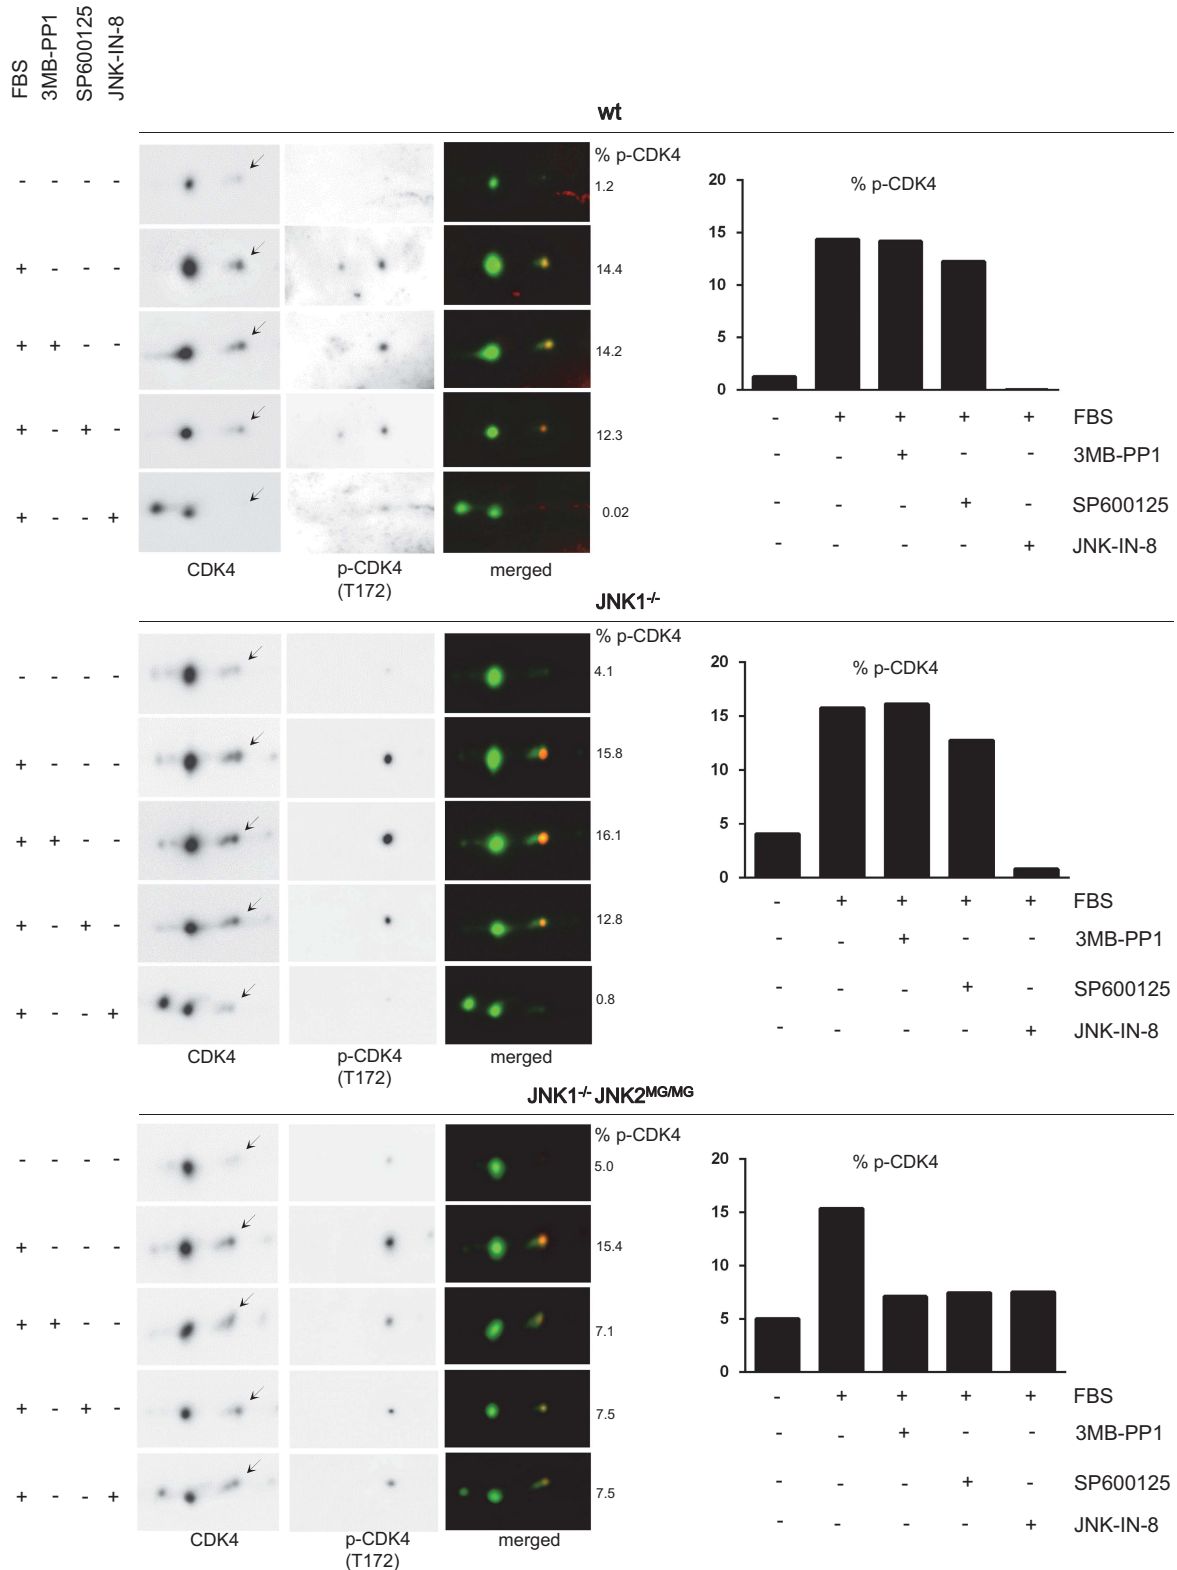 FBS 3MB-PP1 SP600125 JNK-IN-8
wt
% p-CDK4
- - - - 1.2
+ - - - 14.4
+ + - - 14.2
+ - + - 12.3
+ - - + 0.02
CDK4 p-CDK4 merged
(T172)
% p-CDK4
20
15
10
5
0
- + + + + FBS
- - + - - 3MB-PP1
- - - + - SP600125
- - - - + JNK-IN-8
JNK1-/-
% p-CDK4
- - - - 4.1
+ - - - 15.8
+ + - - 16.1
+ - + - 12.8
+ - - + 0.8
CDK4 p-CDK4 merged
(T172)
% p-CDK4
20
15
10
5
0
- + + + + FBS
- - + - - 3MB-PP1
- - - + - SP600125
- - - - + JNK-IN-8
JNK1-/- JNK2MG/MG
% p-CDK4
- - - - 5.0
+ - - - 15.4
+ + - - 7.1
+ - + - 7.5
+ - - + 7.5
CDK4 p-CDK4 merged
(T172)
% p-CDK4
20
15
10
5
0
- + + + + FBS
- - + - - 3MB-PP1
- - - + - SP600125
- - - - + JNK-IN-8